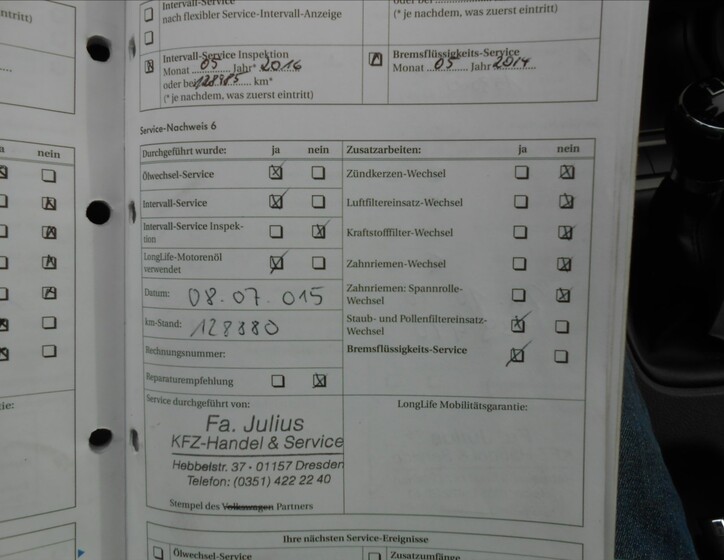 Intervall-Service
nach flexibler Service-Intervall-Anzeige
(* je nachdem, was zuerst eintritt)
Intervall-Service Inspektion
Monat 05 Jahr* 2016
oder bei km*
(* je nachdem, was zuerst eintritt)
Bremsflüssigkeits-Service
Monat 05 Jahr 2014
Service-Nachweis 6
nein
Durchgeführt wurde: ja nein
Ölwechsel-Service
Intervall-Service
Intervall-Service Inspek-
tion
LongLife-Motorenöl
verwendet
Datum: 08.07.015
km-Stand: 128880
Rechnungsnummer:
Reparaturempfehlung
Zusatzarbeiten: ja nein
Zündkerzen-Wechsel
Luftfiltereinsatz-Wechsel
Kraftstofffilter-Wechsel
Zahnriemen-Wechsel
Zahnriemen: Spannrolle-
Wechsel
Staub- und Pollenfiltereinsatz-
Wechsel
Bremsflüssigkeits-Service
Service durchgeführt von:
Fa. Julius
KFZ-Handel & Service
Hebbelstr. 37 · 01157 Dresden
Telefon: (0351) 422 22 40
Stempel des Volkswagen Partners
LongLife Mobilitätsgarantie:
Ihre nächsten Service-Ereignisse
Ölwechsel-Service
Zusatzumfänge